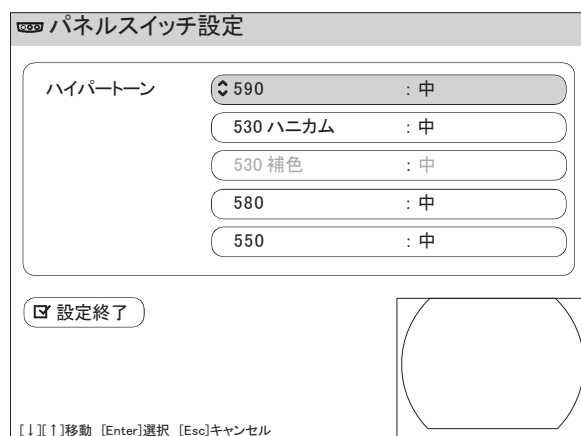 パネルスイッチ設定
ハイパートーン 590 : 中
530 ハニカム : 中
530 補色 : 中
580 : 中
550 : 中
設定終了
[↓][↑]移動 [Enter]選択 [Esc]キャンセル